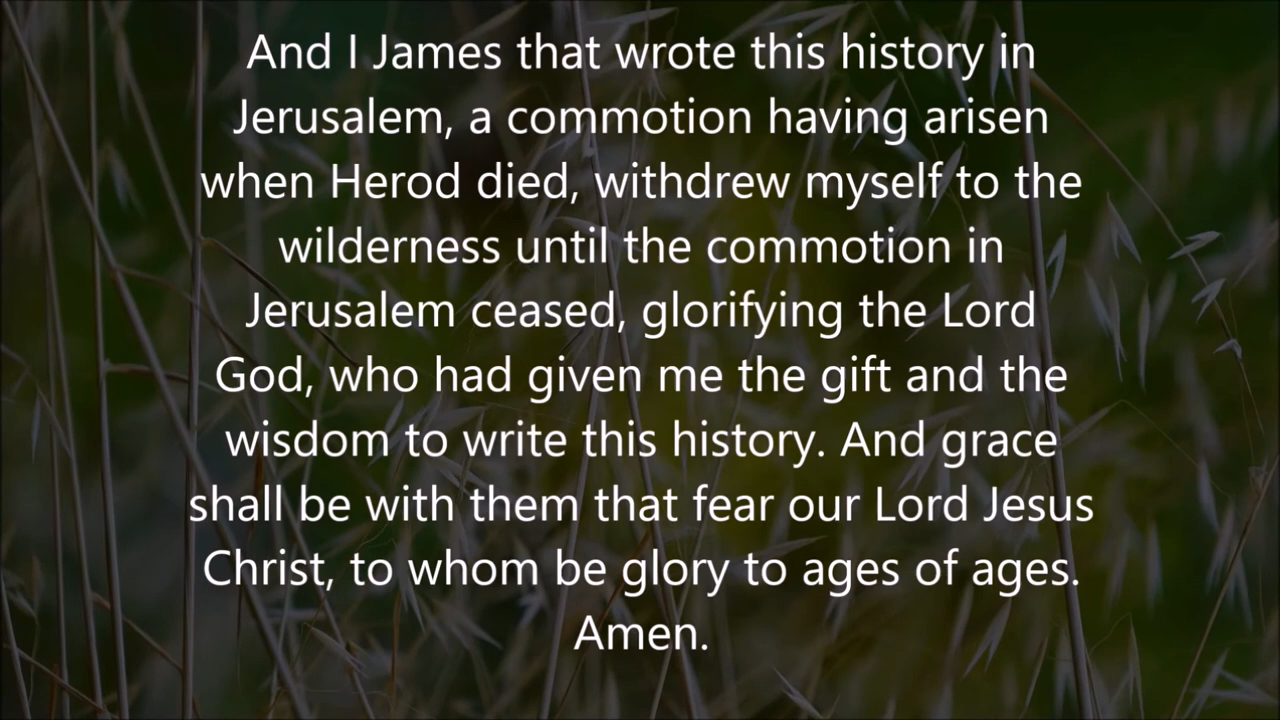 And I James that wrote this history in
Jerusalem, a commotion having arisen
when Herod died, withdrew myself to the
wilderness until the commotion in
Jerusalem ceased, glorifying the Lord
God, who had given me the gift and the
wisdom to write this history. And grace
shall be with them that fear our Lord Jesus
Christ, to whom be glory to ages of ages.
Amen.